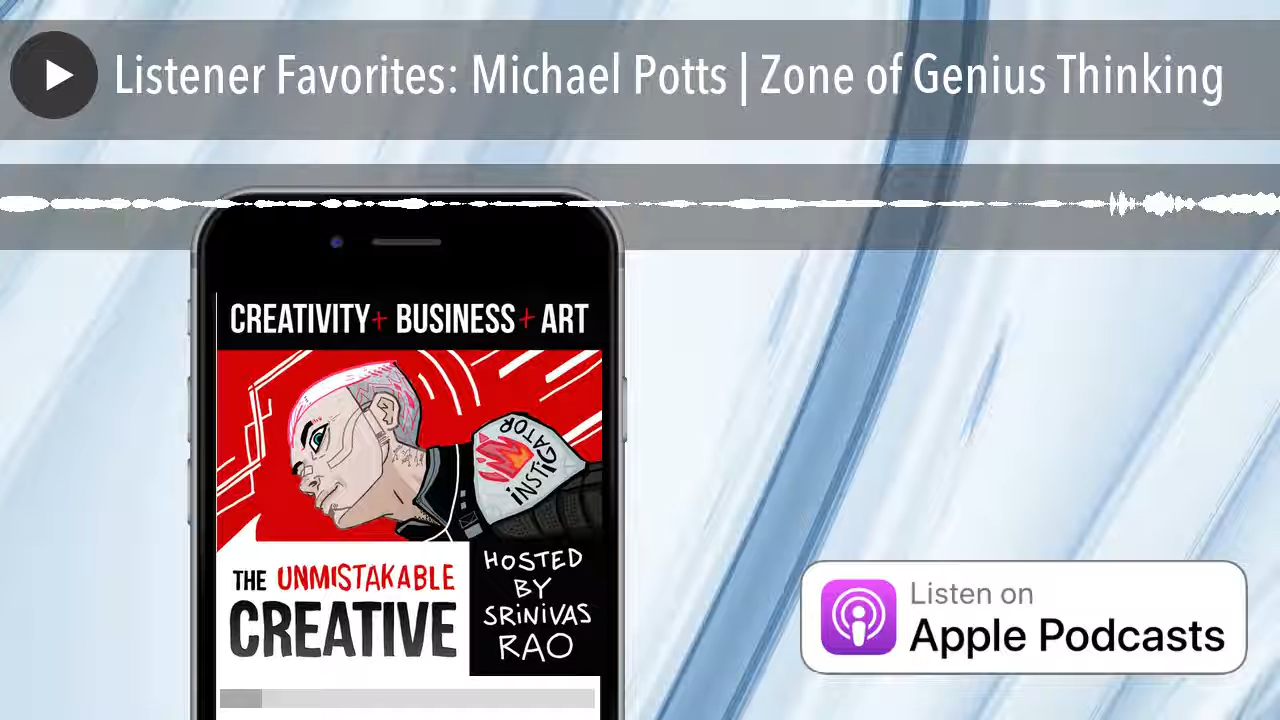 Listener Favorites: Michael Potts | Zone of Genius Thinking
CREATIVITY+ BUSINESS+ ART
INSTIGATOR
THE UNMISTAKABLE
CREATIVE
HOSTED
BY
SRINIVAS
RAO
Listen on
Apple Podcasts